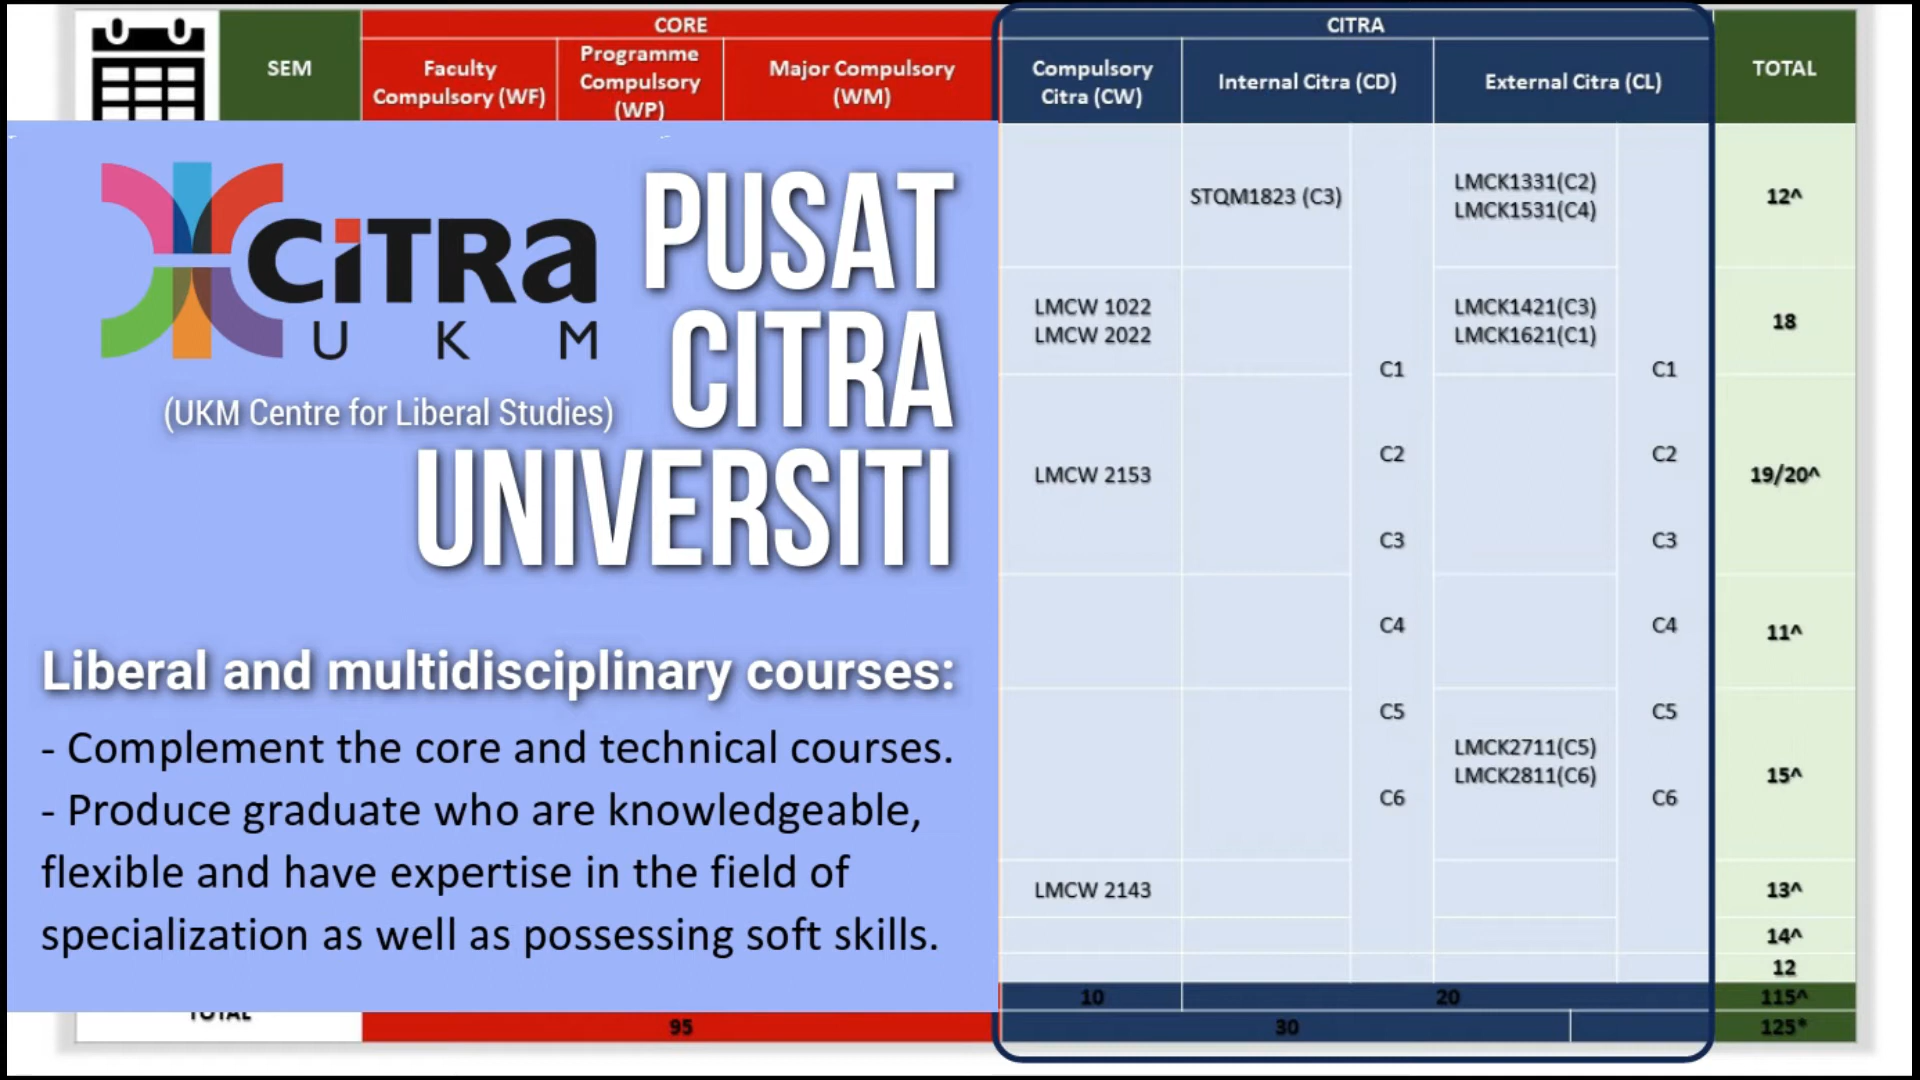 CORE
CITRA
SEM
Faculty
Compulsory (WF)
Programme
Compulsory
(WP)
Major Compulsory
(WM)
Compulsory
Citra (CW)
Internal Citra (CD)
External Citra (CL)
TOTAL
CiTRa
UKM
(UKM Centre for Liberal Studies)
PUSAT
CITRA
UNIVERSITI
Liberal and multidisciplinary courses:
- Complement the core and technical courses.
- Produce graduate who are knowledgeable,
flexible and have expertise in the field of
specialization as well as possessing soft skills.
STQM1823 (C3)
LMCK1331(C2)
LMCK1531(C4)
12^
LMCW 1022
LMCW 2022
LMCK1421(C3)
LMCK1621(C1)
18
C1
C1
C2
C2
LMCW 2153
19/20^
C3
C3
C4
C4
11^
C5
C5
LMCK2711(C5)
LMCK2811(C6)
15^
C6
C6
LMCW 2143
13^
14^
12
10
20
115^
TOTAL
95
30
125*